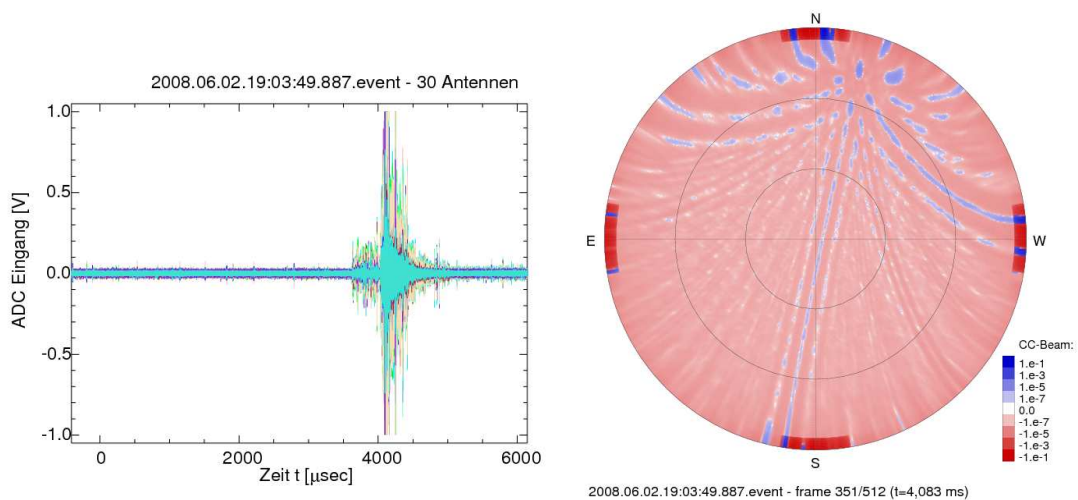 2008.06.02.19:03:49.887.event - 30 Antennen
ADC Eingang [V]
1.0
0.5
0.0
-0.5
-1.0
0
2000
4000
6000
Zeit t [μsec]
N
E
W
S
CC-Beam:
1.e-1
1.e-3
1.e-5
1.e-7
0.0
-1.e-7
-1.e-5
-1.e-3
-1.e-1
2008.06.02.19:03:49.887.event - frame 351/512 (t=4,083 ms)